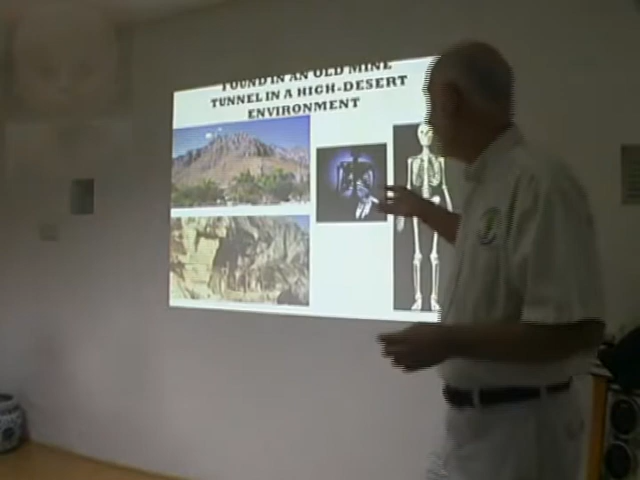 FOUND IN AN OLD MINE
TUNNEL IN A HIGH-DESERT
ENVIRONMENT